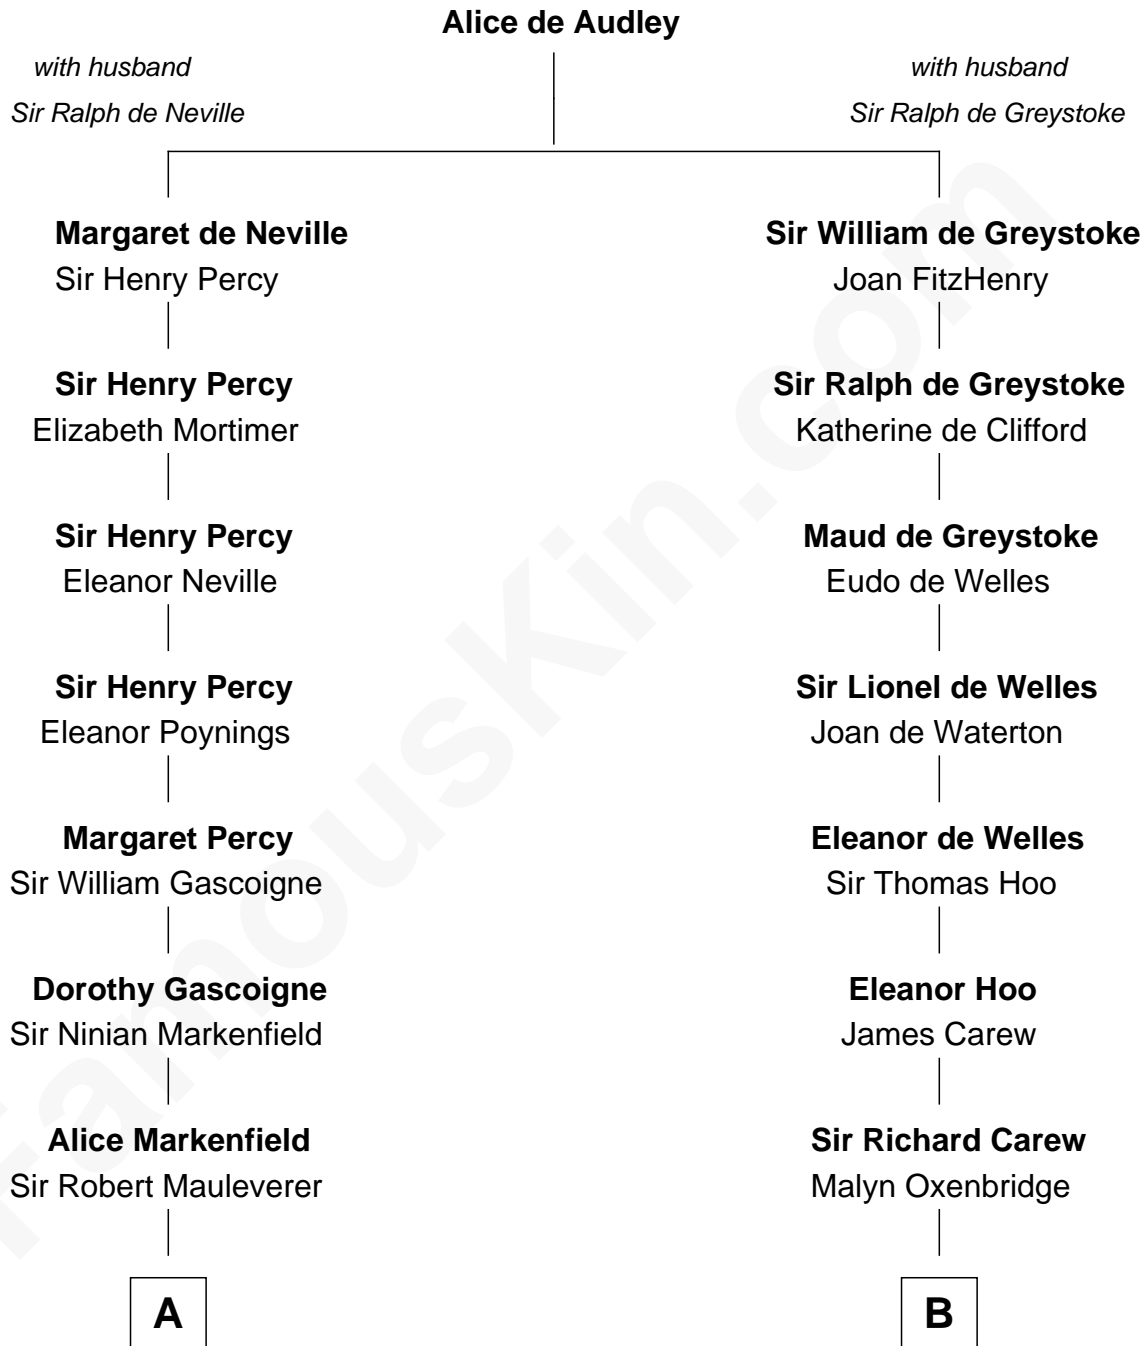 Alice de Audley
with husband
Sir Ralph de Neville
with husband
Sir Ralph de Greystoke
Margaret de Neville
Sir Henry Percy
Sir William de Greystoke
Joan FitzHenry
Sir Henry Percy
Elizabeth Mortimer
Sir Ralph de Greystoke
Katherine de Clifford
Sir Henry Percy
Eleanor Neville
Maud de Greystoke
Eudo de Welles
Sir Henry Percy
Eleanor Poynings
Sir Lionel de Welles
Joan de Waterton
Margaret Percy
Sir William Gascoigne
Eleanor de Welles
Sir Thomas Hoo
Dorothy Gascoigne
Sir Ninian Markenfield
Eleanor Hoo
James Carew
Alice Markenfield
Sir Robert Mauleverer
Sir Richard Carew
Malyn Oxenbridge
A
B
FamousKin.com